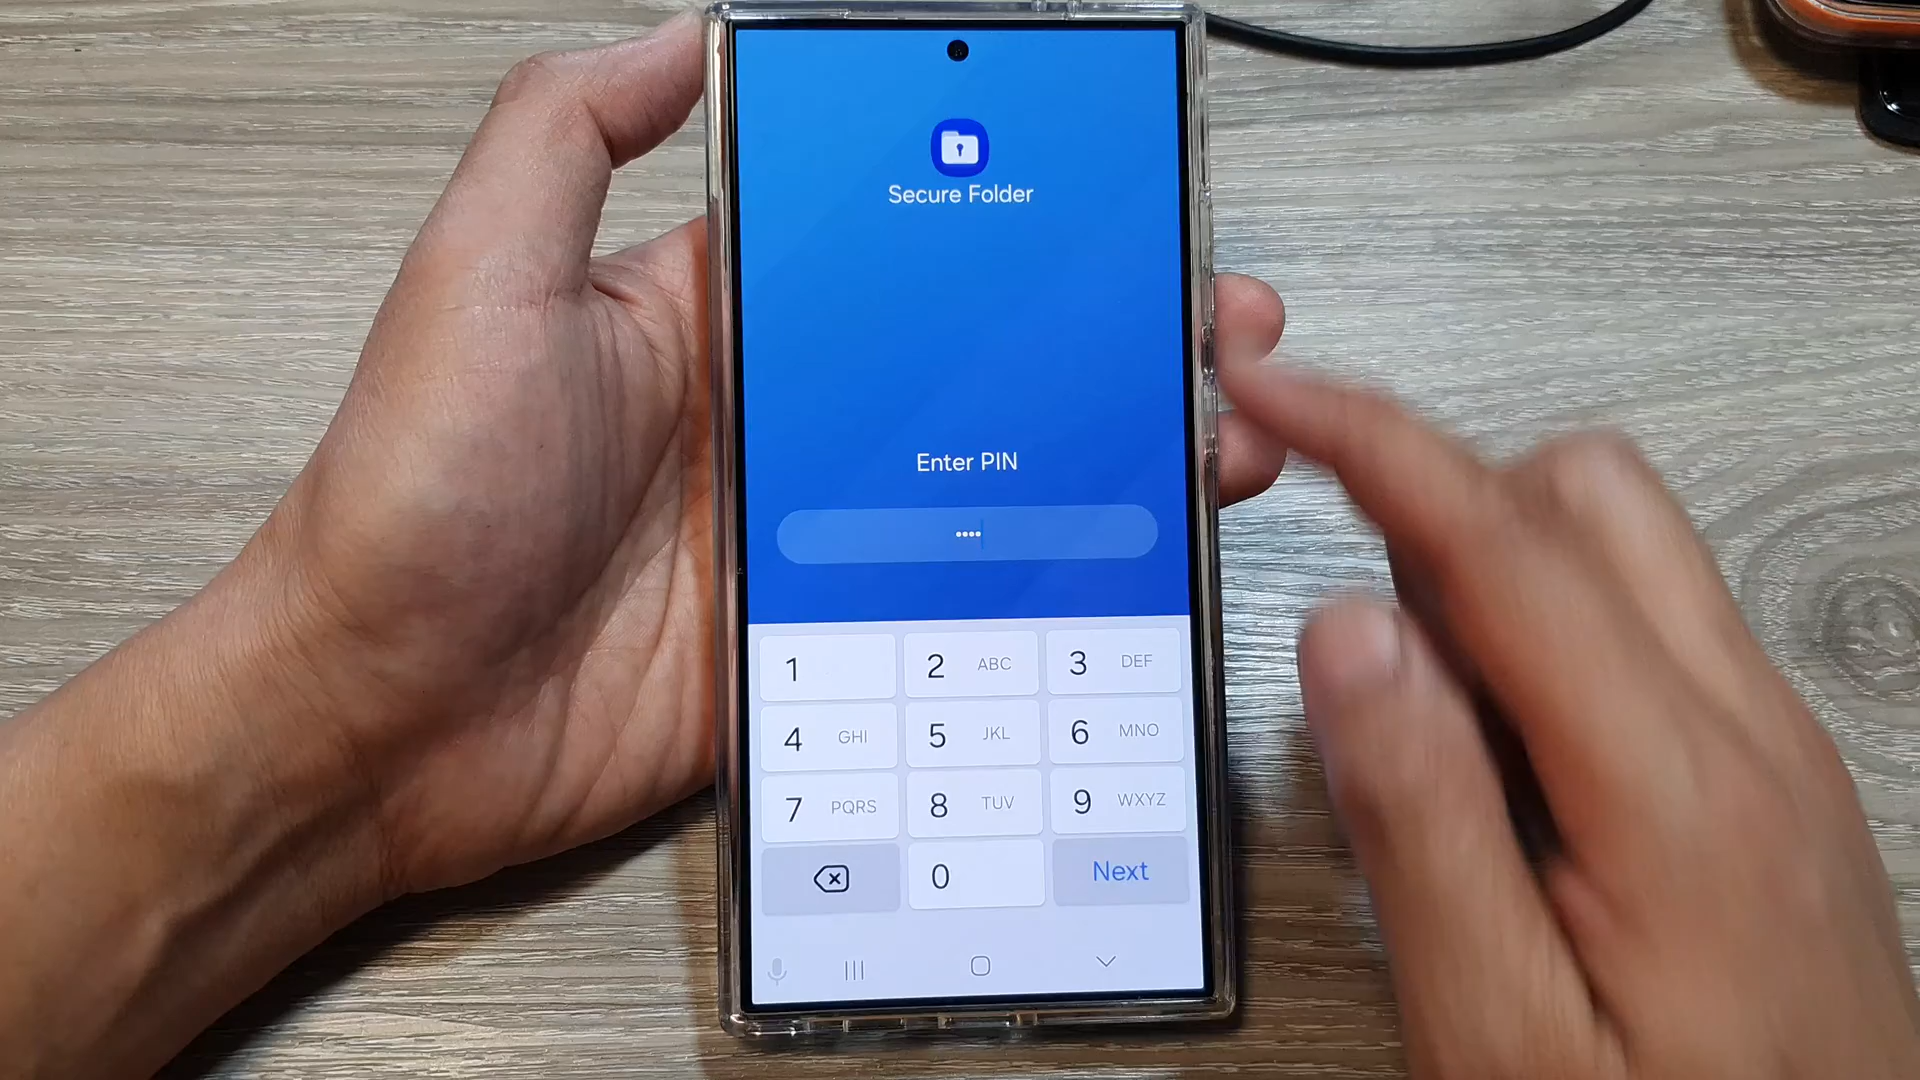 Secure Folder
Enter PIN
1
2 ABC
3 DEF
4 GHI
5 JKL
6 MNO
7 PQRS
8 TUV
9 WXYZ
0
Next